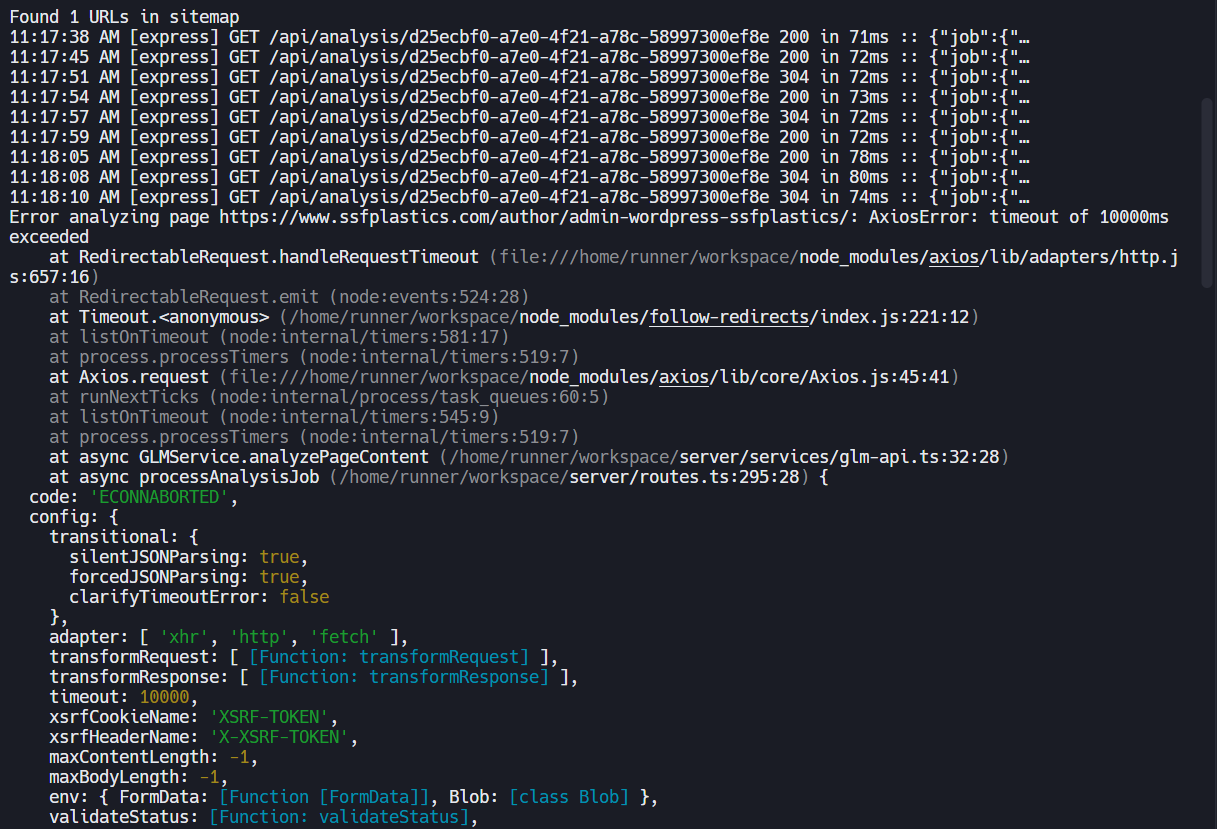 Found 1 URLs in sitemap
11:17:38 AM [express] GET /api/analysis/d25ecbf0-a7e0-4f21-a78c-58997300ef8e 200 in 71ms :: {"job":{"…
11:17:45 AM [express] GET /api/analysis/d25ecbf0-a7e0-4f21-a78c-58997300ef8e 200 in 72ms :: {"job":{"…
11:17:51 AM [express] GET /api/analysis/d25ecbf0-a7e0-4f21-a78c-58997300ef8e 304 in 72ms :: {"job":{"…
11:17:54 AM [express] GET /api/analysis/d25ecbf0-a7e0-4f21-a78c-58997300ef8e 200 in 73ms :: {"job":{"…
11:17:57 AM [express] GET /api/analysis/d25ecbf0-a7e0-4f21-a78c-58997300ef8e 304 in 72ms :: {"job":{"…
11:17:59 AM [express] GET /api/analysis/d25ecbf0-a7e0-4f21-a78c-58997300ef8e 200 in 72ms :: {"job":{"…
11:18:05 AM [express] GET /api/analysis/d25ecbf0-a7e0-4f21-a78c-58997300ef8e 200 in 78ms :: {"job":{"…
11:18:08 AM [express] GET /api/analysis/d25ecbf0-a7e0-4f21-a78c-58997300ef8e 304 in 80ms :: {"job":{"…
11:18:10 AM [express] GET /api/analysis/d25ecbf0-a7e0-4f21-a78c-58997300ef8e 304 in 74ms :: {"job":{"…
Error analyzing page https://www.ssfplastics.com/author/admin-wordpress-ssfplastics/: AxiosError: timeout of 10000ms
exceeded
    at RedirectableRequest.handleRequestTimeout (file:///home/runner/workspace/node_modules/axios/lib/adapters/http.j
s:657:16)
    at RedirectableRequest.emit (node:events:524:28)
    at Timeout.<anonymous> (/home/runner/workspace/node_modules/follow-redirects/index.js:221:12)
    at listOnTimeout (node:internal/timers:581:17)
    at process.processTimers (node:internal/timers:519:7)
    at Axios.request (file:///home/runner/workspace/node_modules/axios/lib/core/Axios.js:45:41)
    at runNextTicks (node:internal/process/task_queues:60:5)
    at listOnTimeout (node:internal/timers:545:9)
    at process.processTimers (node:internal/timers:519:7)
    at async GLMService.analyzePageContent (/home/runner/workspace/server/services/glm-api.ts:32:28)
    at async processAnalysisJob (/home/runner/workspace/server/routes.ts:295:28) {
  code: 'ECONNABORTED',
  config: {
    transitional: {
      silentJSONParsing: true,
      forcedJSONParsing: true,
      clarifyTimeoutError: false
    },
    adapter: [ 'xhr', 'http', 'fetch' ],
    transformRequest: [ [Function: transformRequest] ],
    transformResponse: [ [Function: transformResponse] ],
    timeout: 10000,
    xsrfCookieName: 'XSRF-TOKEN',
    xsrfHeaderName: 'X-XSRF-TOKEN',
    maxContentLength: -1,
    maxBodyLength: -1,
    env: { FormData: [Function [FormData]], Blob: [class Blob] },
    validateStatus: [Function: validateStatus],